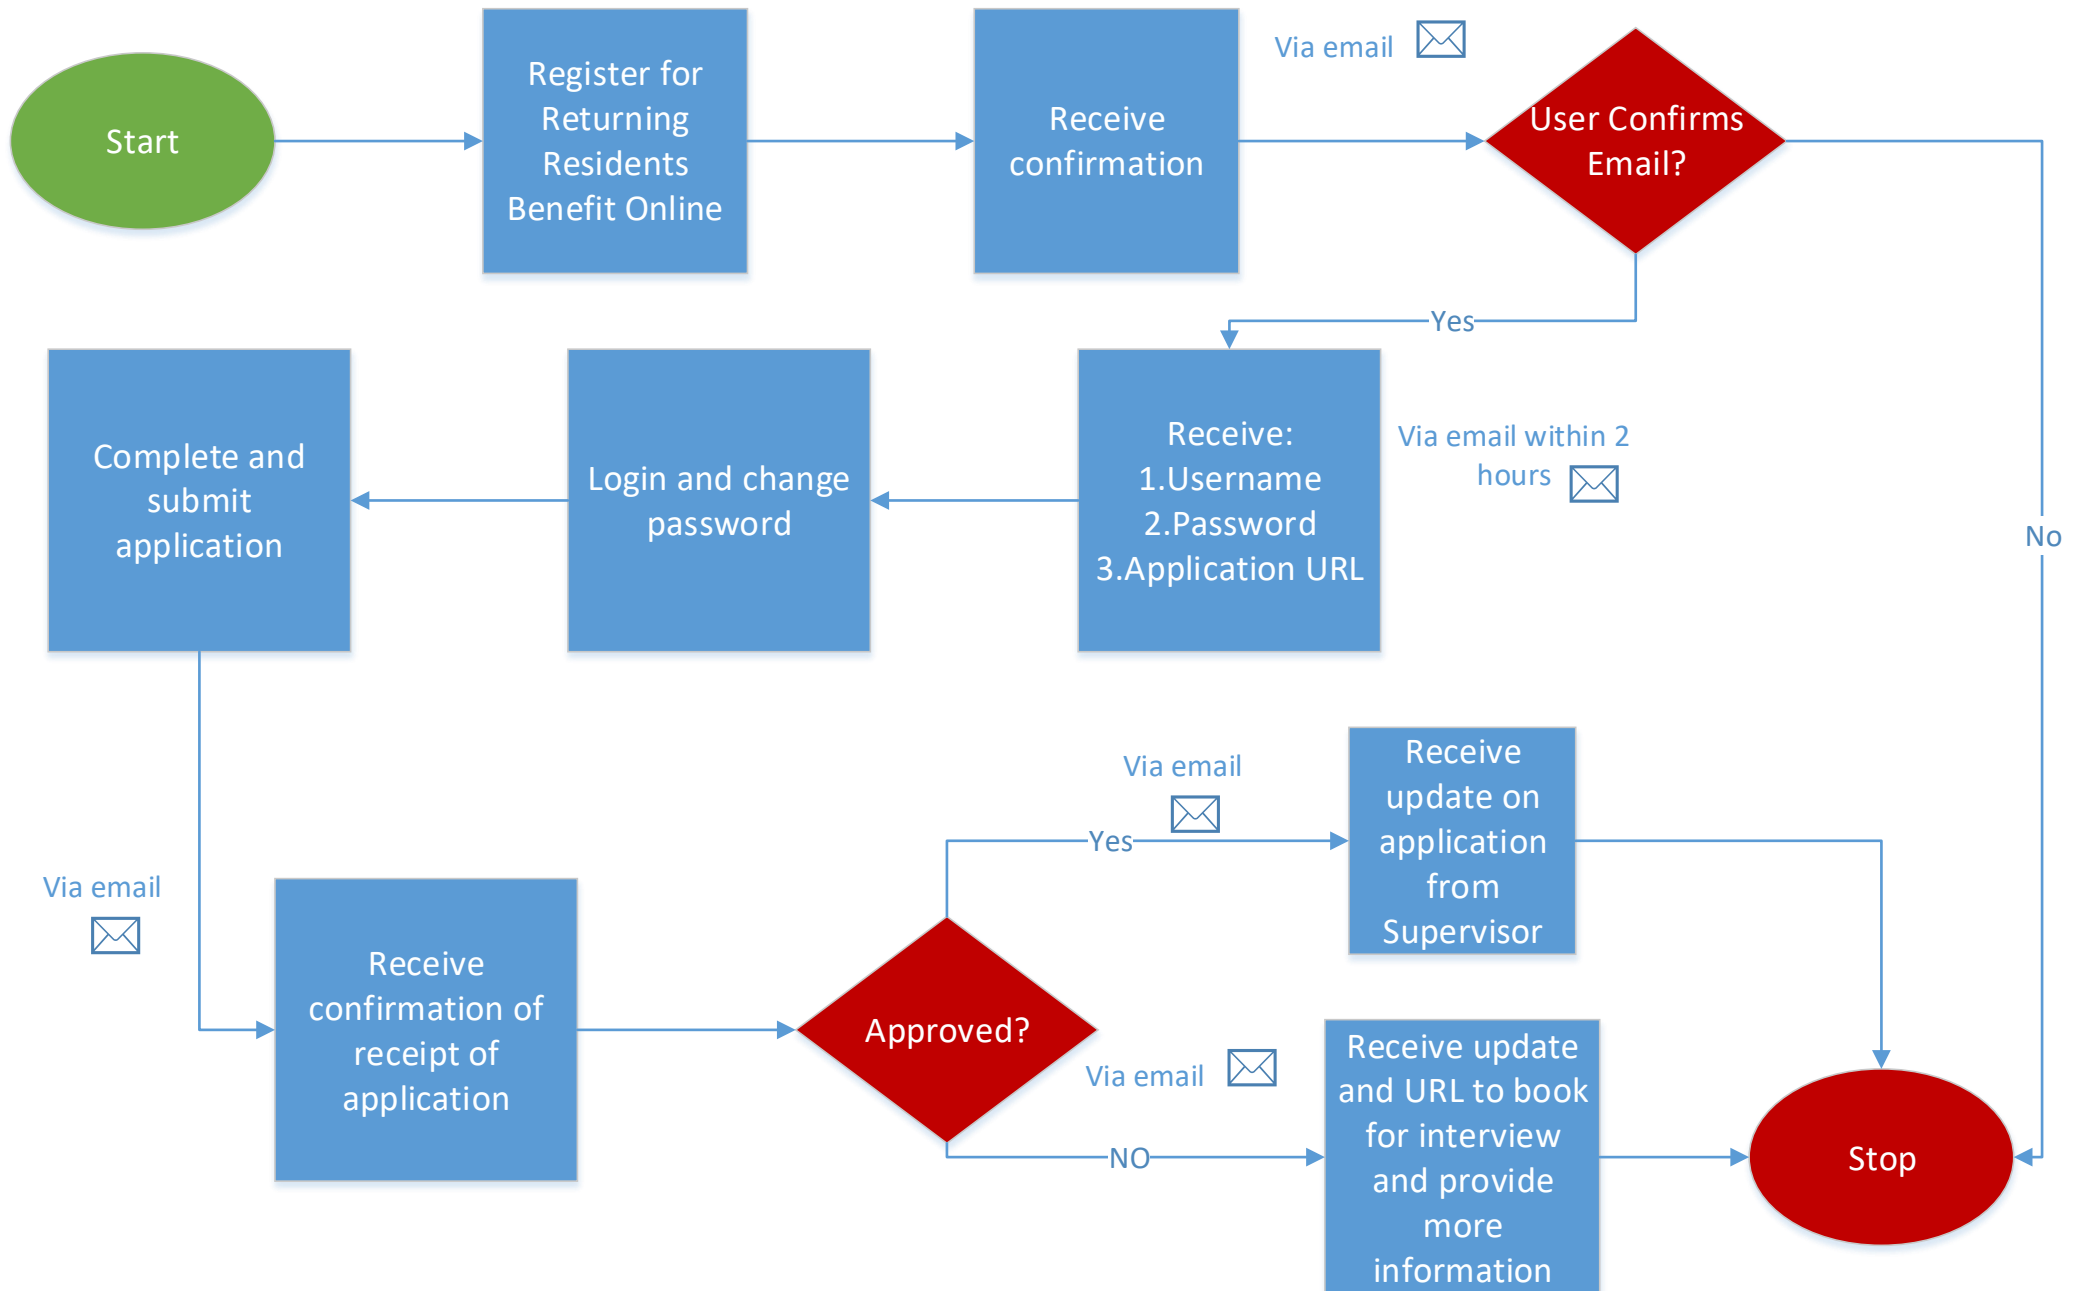 Start
Register for
Returning
Residents
Benefit Online
Receive
confirmation
Via email
User Confirms
Email?
Yes
No
Receive:
1.Username
2.Password
3.Application URL
Via email within 2
hours
Login and change
password
Complete and
submit
application
Via email
Receive
confirmation of
receipt of
application
Approved?
Via email
Yes
Receive
update on
application
from
Supervisor
Via email
NO
Receive update
and URL to book
for interview
and provide
more
information
Stop